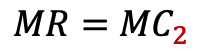 MR = MC₂